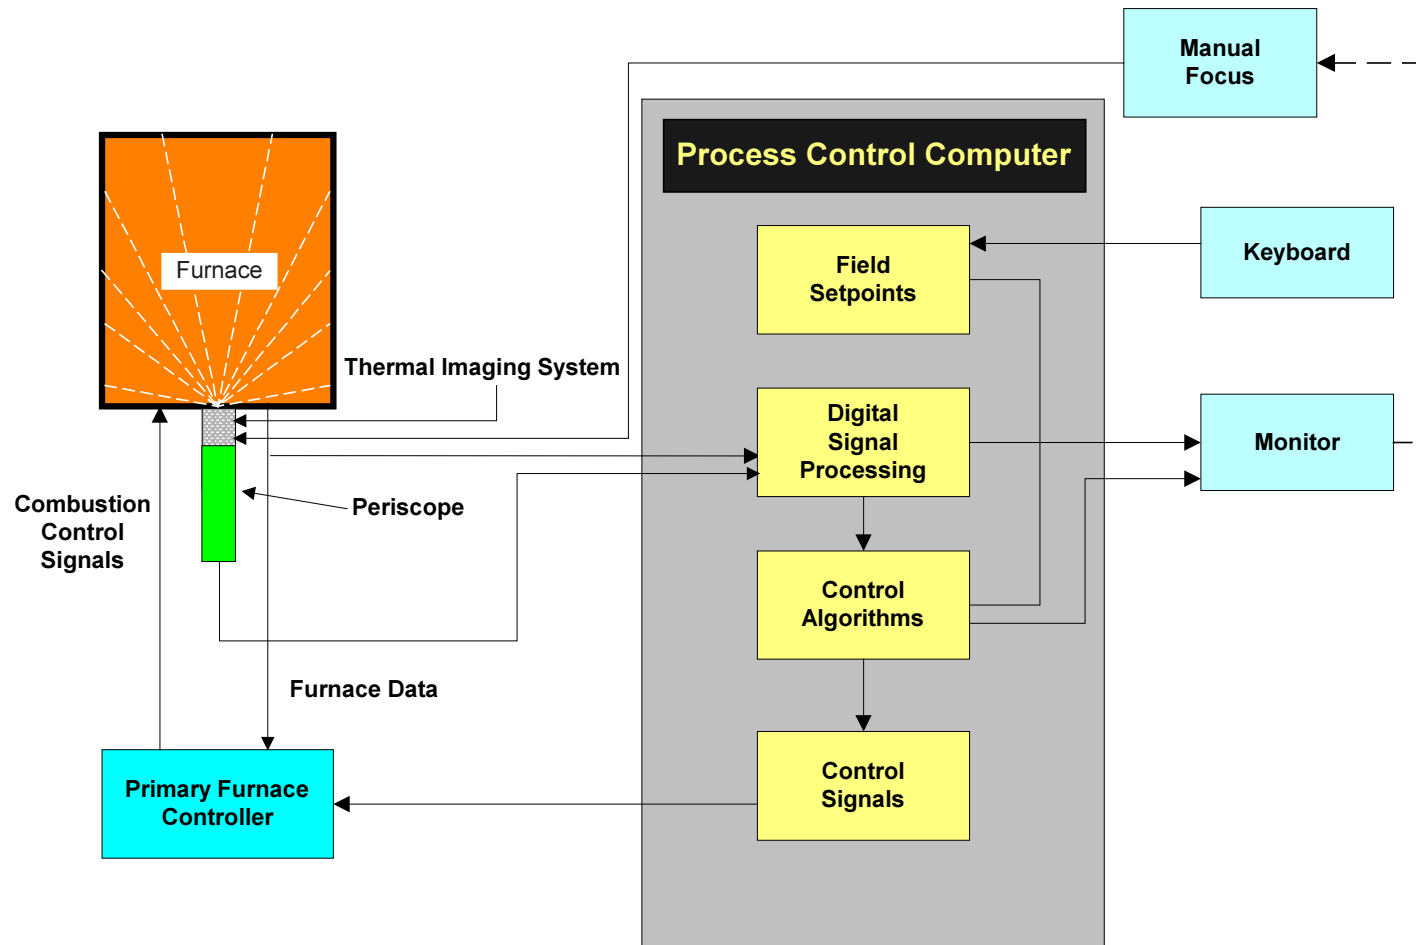 Manual
Focus
Process Control Computer
Keyboard
Field
Setpoints
Furnace
Thermal Imaging System
Digital
Signal
Processing
Monitor
Periscope
Combustion
Control
Signals
Control
Algorithms
Furnace Data
Primary Furnace
Controller
Control
Signals